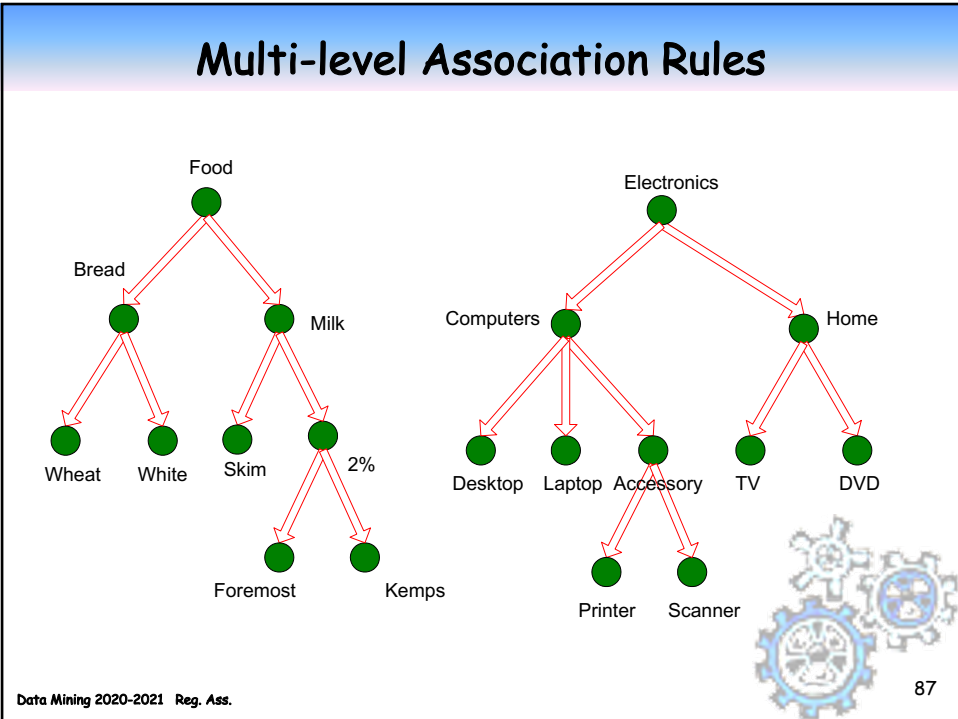 Multi-level Association Rules
Food
Electronics
Bread
Milk
Computers
Home
Wheat
White
Skim
2%
Desktop
Laptop
Accessory
TV
DVD
Foremost
Kemps
Printer
Scanner
Data Mining 2020-2021 Reg. Ass.
87